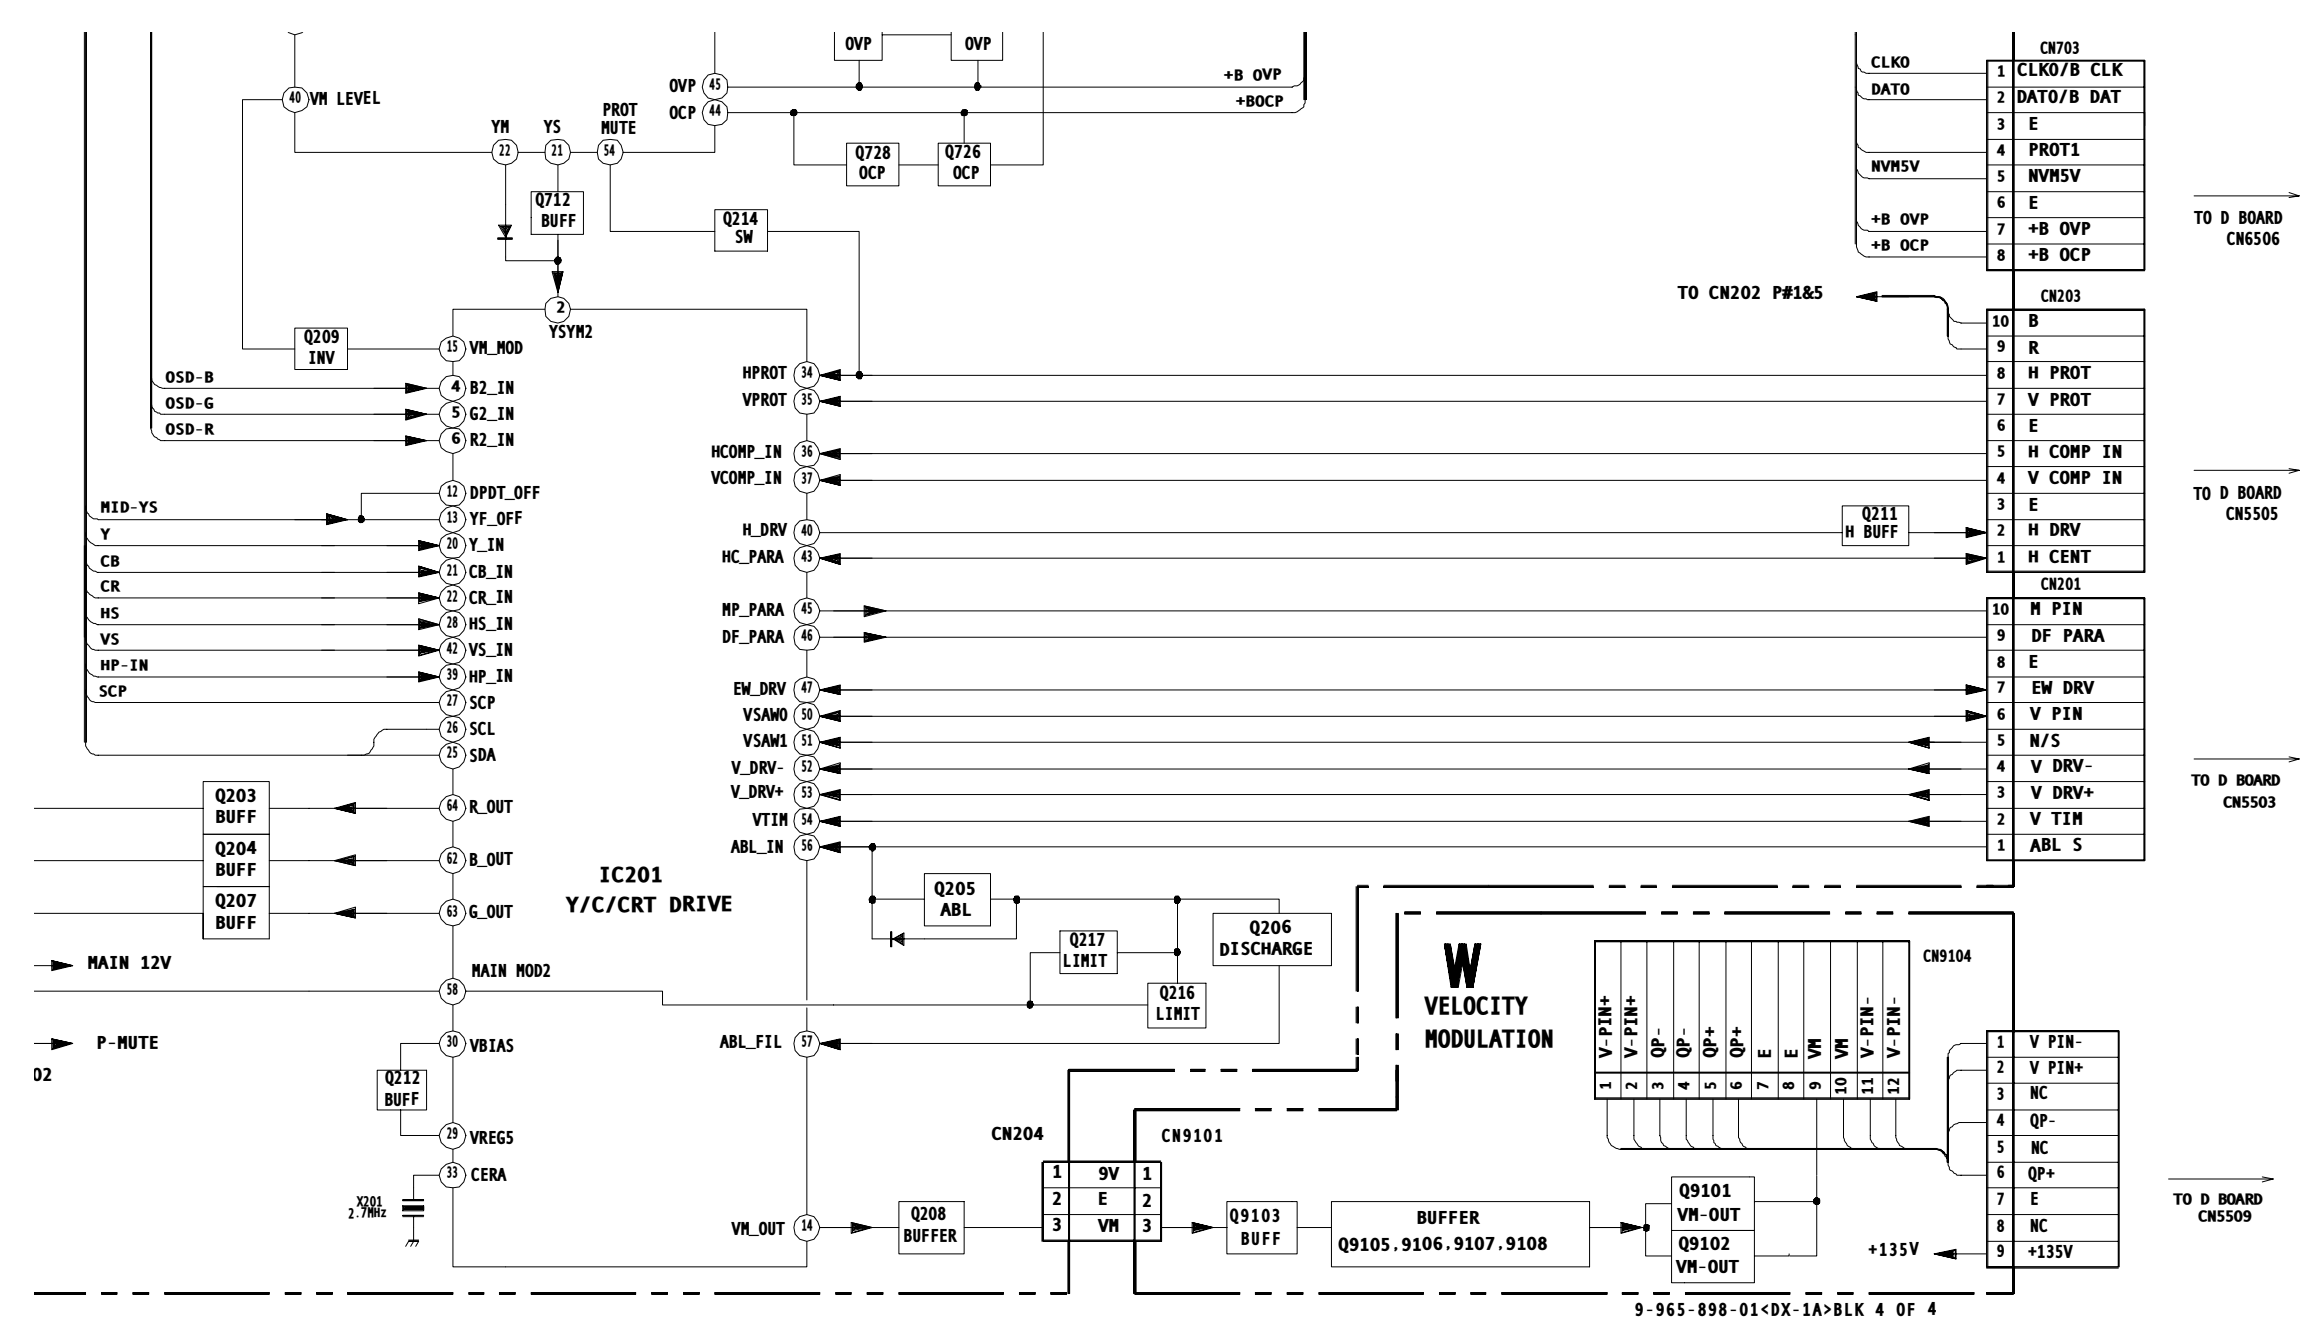 OVP
OVP
OVP 45
+B OVP
OCP 44
+BOCP
40 VM LEVEL
PROT
MUTE
YM
YS
22
21
54
Q728
OCP
Q726
OCP
Q712
BUFF
Q214
SW
2
YSYM2
Q209
INV
15 VM_MOD
OSD-B
4 B2_IN
OSD-G
5 G2_IN
OSD-R
6 R2_IN
12 DPDT_OFF
MID-YS
13 YF_OFF
Y
20 Y_IN
CB
21 CB_IN
CR
22 CR_IN
HS
28 HS_IN
VS
42 VS_IN
HP-IN
39 HP_IN
SCP
27 SCP
26 SCL
25 SDA
Q203
BUFF
64 R_OUT
Q204
BUFF
62 B_OUT
Q207
BUFF
63 G_OUT
MAIN 12V
MAIN MOD2
58
P-MUTE
02
30 VBIAS
Q212
BUFF
29 VREG5
33 CERA
X201
2.7MHz
IC201
Y/C/CRT DRIVE
HPROT 34
VPROT 35
HCOMP_IN 36
VCOMP_IN 37
H_DRV 40
HC_PARA 43
MP_PARA 45
DF_PARA 46
EW_DRV 47
VSAW0 50
VSAW1 51
V_DRV- 52
V_DRV+ 53
VTIM 54
ABL_IN 56
ABL_FIL 57
VM_OUT 14
Q205
ABL
Q206
DISCHARGE
Q217
LIMIT
Q216
LIMIT
Q211
H BUFF
CLKO
DATO
NVM5V
+B OVP
+B OCP
CN703
1 CLKO/B CLK
2 DATO/B DAT
3 E
4 PROT1
5 NVM5V
6 E
7 +B OVP
8 +B OCP
TO D BOARD
CN6506
TO CN202 P#1&5
CN203
10 B
9 R
8 H PROT
7 V PROT
6 E
5 H COMP IN
4 V COMP IN
3 E
2 H DRV
1 H CENT
TO D BOARD
CN5505
CN201
10 M PIN
9 DF PARA
8 E
7 EW DRV
6 V PIN
5 N/S
4 V DRV-
3 V DRV+
2 V TIM
1 ABL S
TO D BOARD
CN5503
W
VELOCITY
MODULATION
CN9104
V-PIN+
V-PIN+
QP-
QP-
QP+
QP+
E
E
VM
VM
V-PIN-
V-PIN-
1 2 3 4 5 6 7 8 9 10 11 12
1 V PIN-
2 V PIN+
3 NC
4 QP-
5 NC
6 QP+
7 E
8 NC
9 +135V
TO D BOARD
CN5509
+135V
CN204
CN9101
1 9V 1
2 E 2
3 VM 3
Q208
BUFFER
Q9103
BUFF
BUFFER
Q9105,9106,9107,9108
Q9101
VM-OUT
Q9102
VM-OUT
9-965-898-01<DX-1A>BLK 4 OF 4